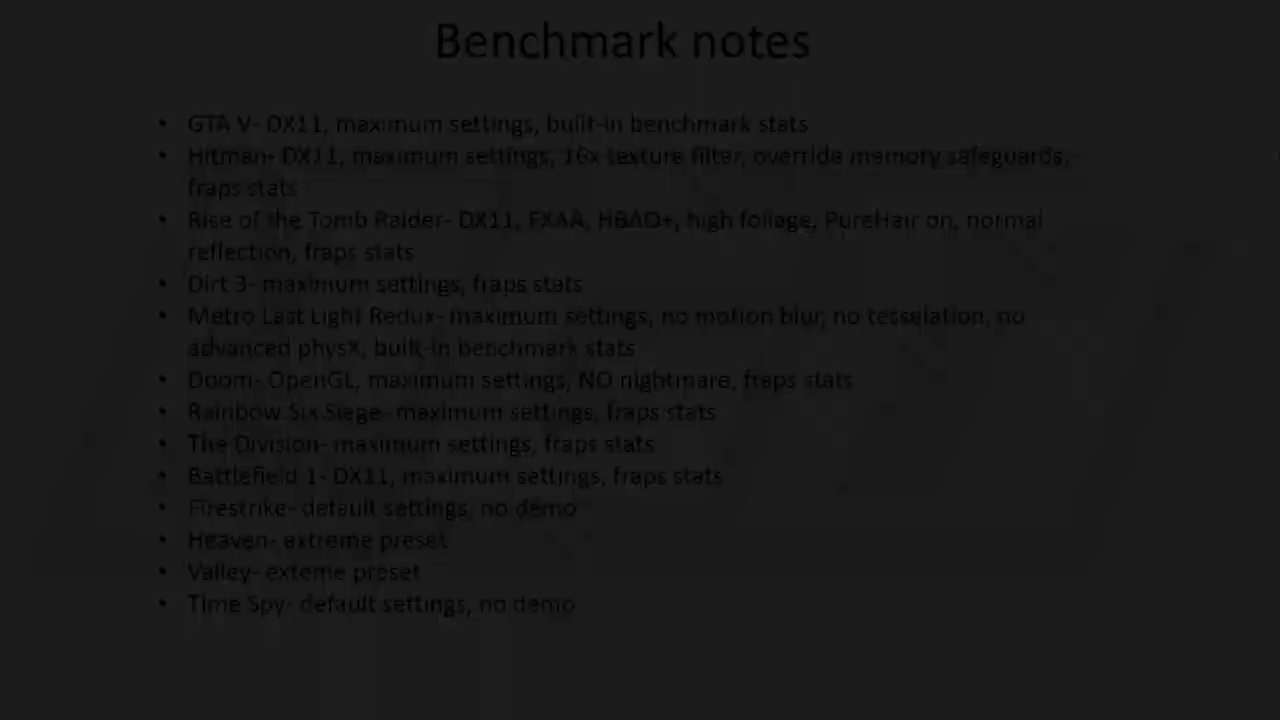 Benchmark notes
• GTA V- DX11, maximum settings, built-in benchmark stats
• Hitman- DX11, maximum settings, 16x texture filter, override memory safeguards,
fraps stats
• Rise of the Tomb Raider- DX11, FXAA, HBAO+, high foliage, PureHair on, normal
reflection, fraps stats
• Dirt 3- maximum settings, fraps stats
• Metro Last Light Redux- maximum settings, no motion blur, no tesselation, no
advanced physX, built-in benchmark stats
• Doom- OpenGL, maximum settings, NO nightmare, fraps stats
• Rainbow Six Siege- maximum settings, fraps stats
• The Division- maximum settings, fraps stats
• Battlefield 1- DX11, maximum settings, fraps stats
• Firestrike- default settings, no demo
• Heaven- extreme preset
• Valley- exteme preset
• Time Spy- default settings, no demo